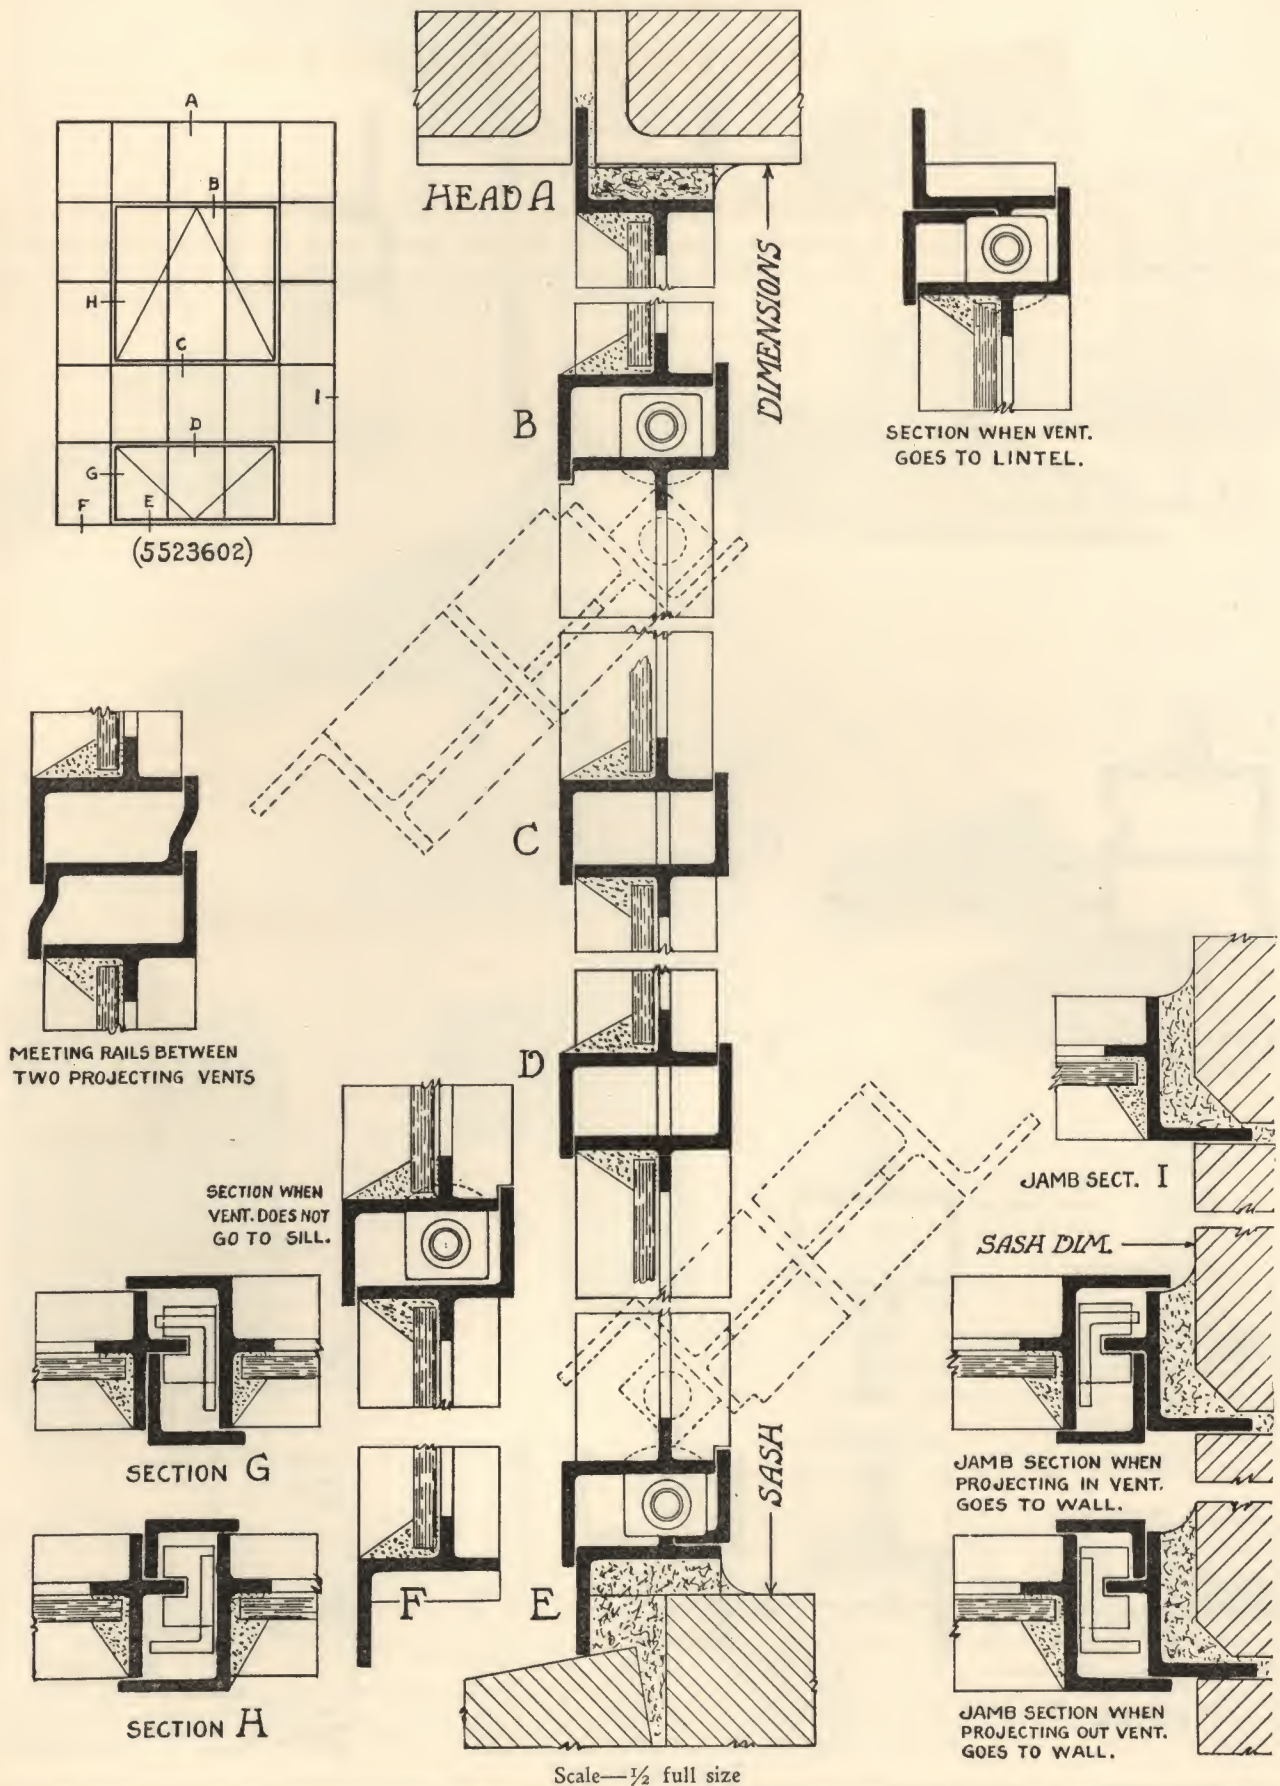 A
B
H
C
I
D
G
F
E
(5523602)
HEAD A
DIMENSIONS
SECTION WHEN VENT.
GOES TO LINTEL.
B
C
MEETING RAILS BETWEEN
TWO PROJECTING VENTS
D
SECTION WHEN
VENT. DOES NOT
GO TO SILL.
JAMB SECT. I
SASH DIM.
SECTION G
SASH
JAMB SECTION WHEN
PROJECTING IN VENT.
GOES TO WALL.
F
E
SECTION H
JAMB SECTION WHEN
PROJECTING OUT VENT.
GOES TO WALL.
Scale—½ full size